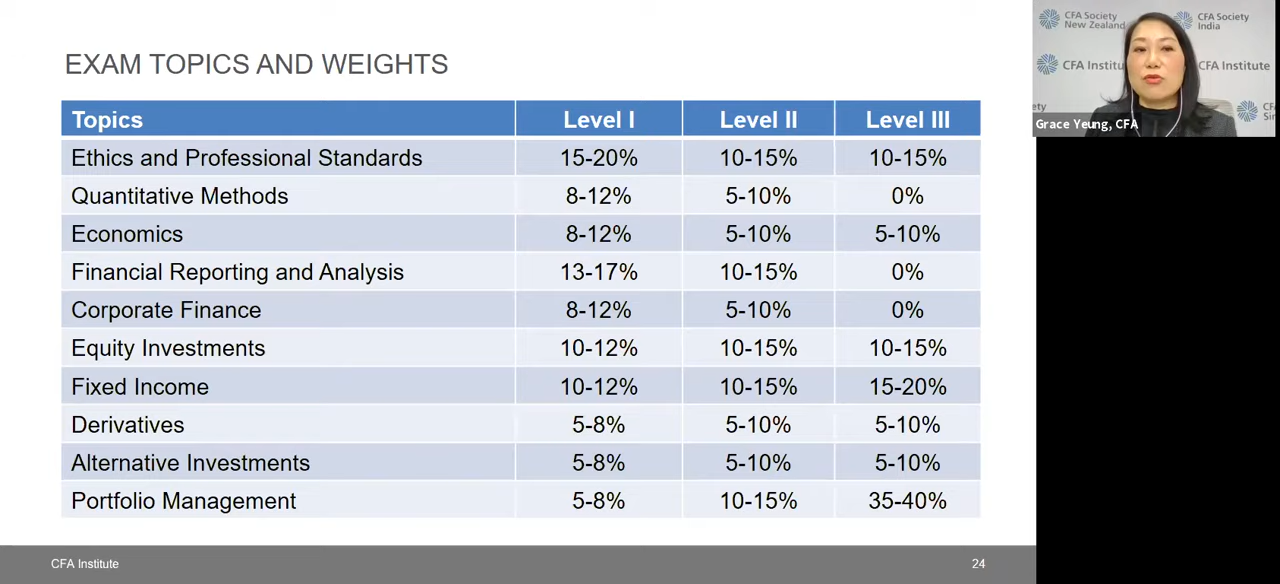 EXAM TOPICS AND WEIGHTS
Topics Level I Level II Level III
Ethics and Professional Standards 15-20% 10-15% 10-15%
Quantitative Methods 8-12% 5-10% 0%
Economics 8-12% 5-10% 5-10%
Financial Reporting and Analysis 13-17% 10-15% 0%
Corporate Finance 8-12% 5-10% 0%
Equity Investments 10-12% 10-15% 10-15%
Fixed Income 10-12% 10-15% 15-20%
Derivatives 5-8% 5-10% 5-10%
Alternative Investments 5-8% 5-10% 5-10%
Portfolio Management 5-8% 10-15% 35-40%
CFA Institute 24
CFA Society
New Zealand
CFA Society
India
CFA Institu
CFA Institute
ety
CFA
Si
Grace Yeung, CFA